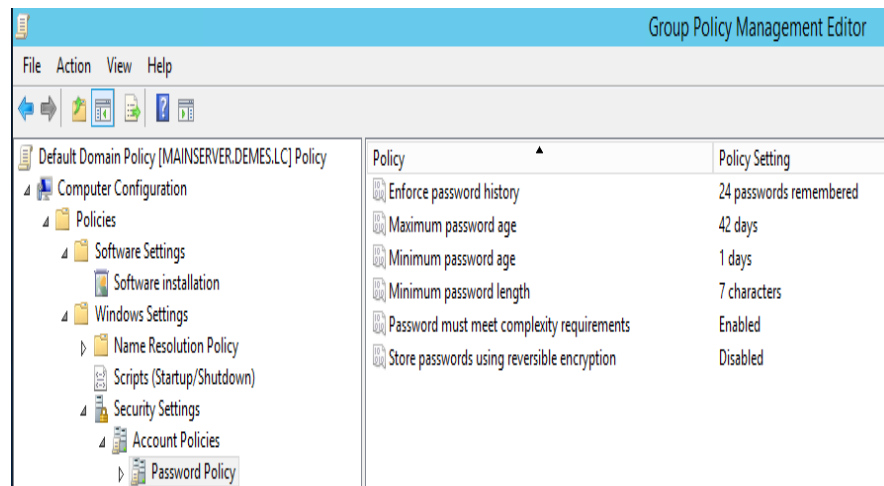 Group Policy Management Editor
File Action View Help
Default Domain Policy [MAINSERVER.DEMES.LC] Policy
Computer Configuration
Policies
Software Settings
Software installation
Windows Settings
Name Resolution Policy
Scripts (Startup/Shutdown)
Security Settings
Account Policies
Password Policy
Policy Policy Setting
Enforce password history 24 passwords remembered
Maximum password age 42 days
Minimum password age 1 days
Minimum password length 7 characters
Password must meet complexity requirements Enabled
Store passwords using reversible encryption Disabled